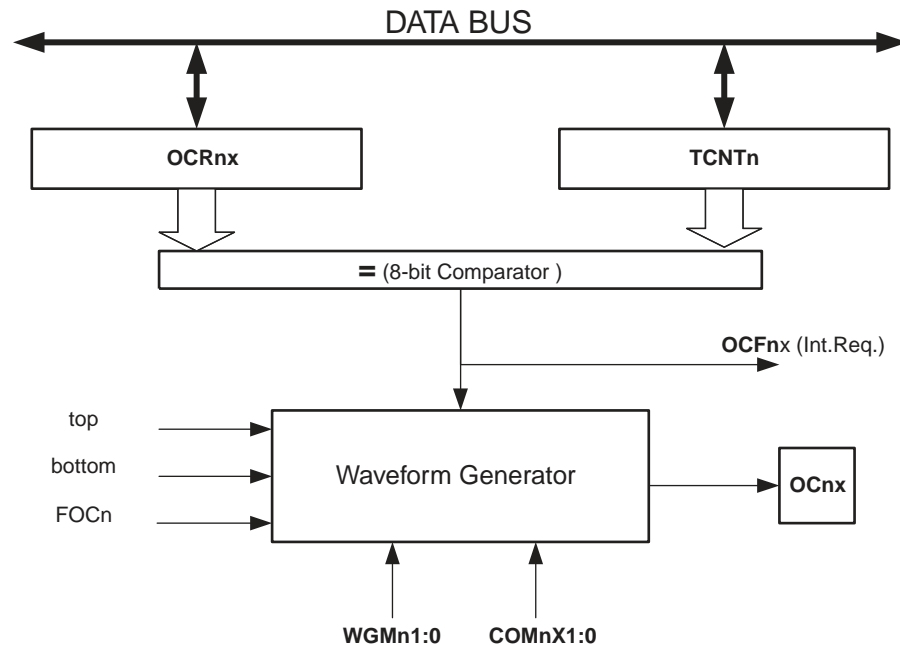 DATA BUS
OCRnx
TCNTn
= (8-bit Comparator )
OCFnx (Int.Req.)
top
bottom
FOCn
Waveform Generator
OCnx
WGMn1:0
COMnX1:0